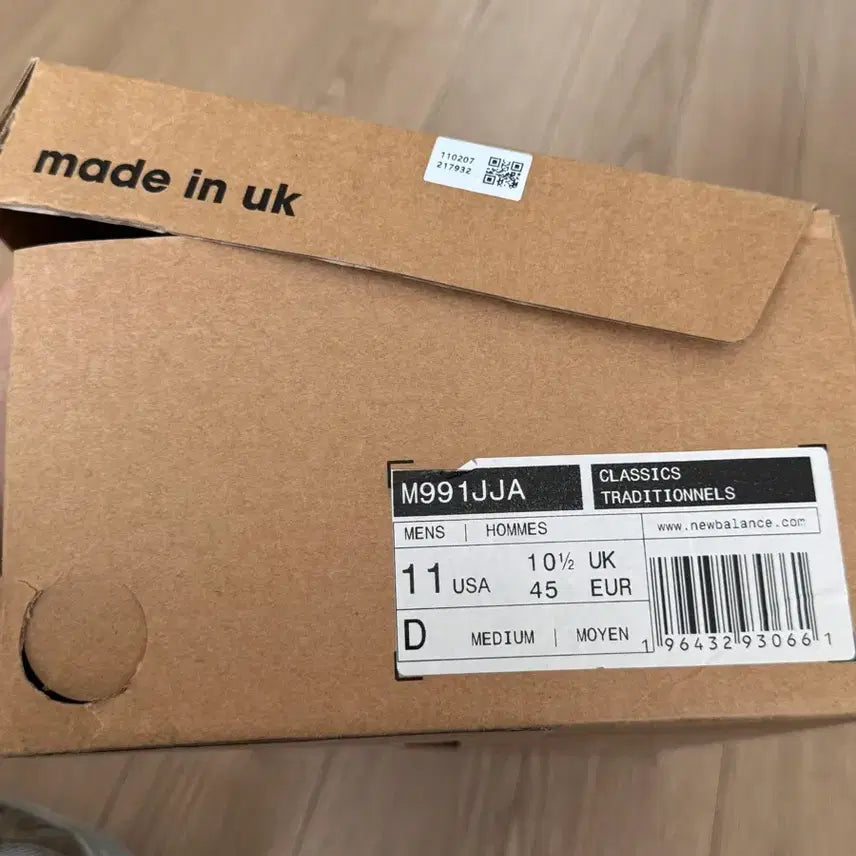 made in uk
110207
217932
M991JJA
CLASSICS
TRADITIONNELS
MENS | HOMMES
www.newbalance.com
11 USA
10½ UK
45 EUR
D MEDIUM | MOYEN
1 96432 93066 1